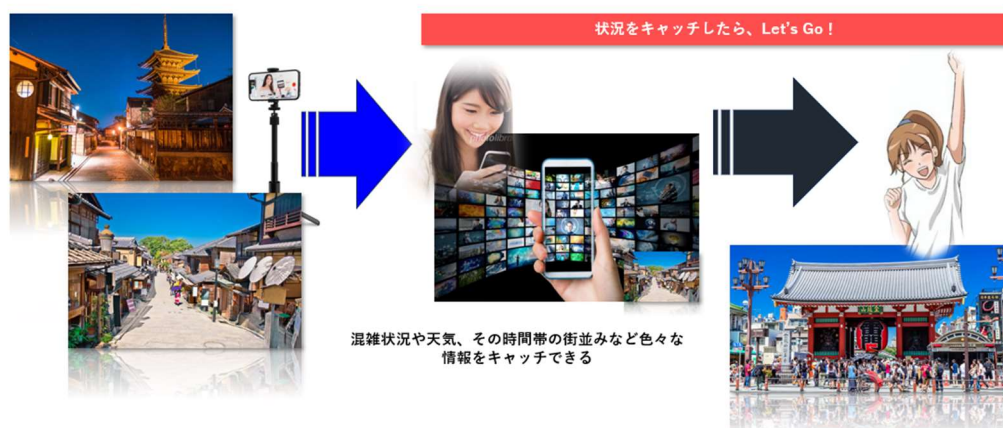 状況をキャッチしたら、Let's Go！
混雑状況や天気、その時間帯の街並みなど色々な
情報をキャッチできる